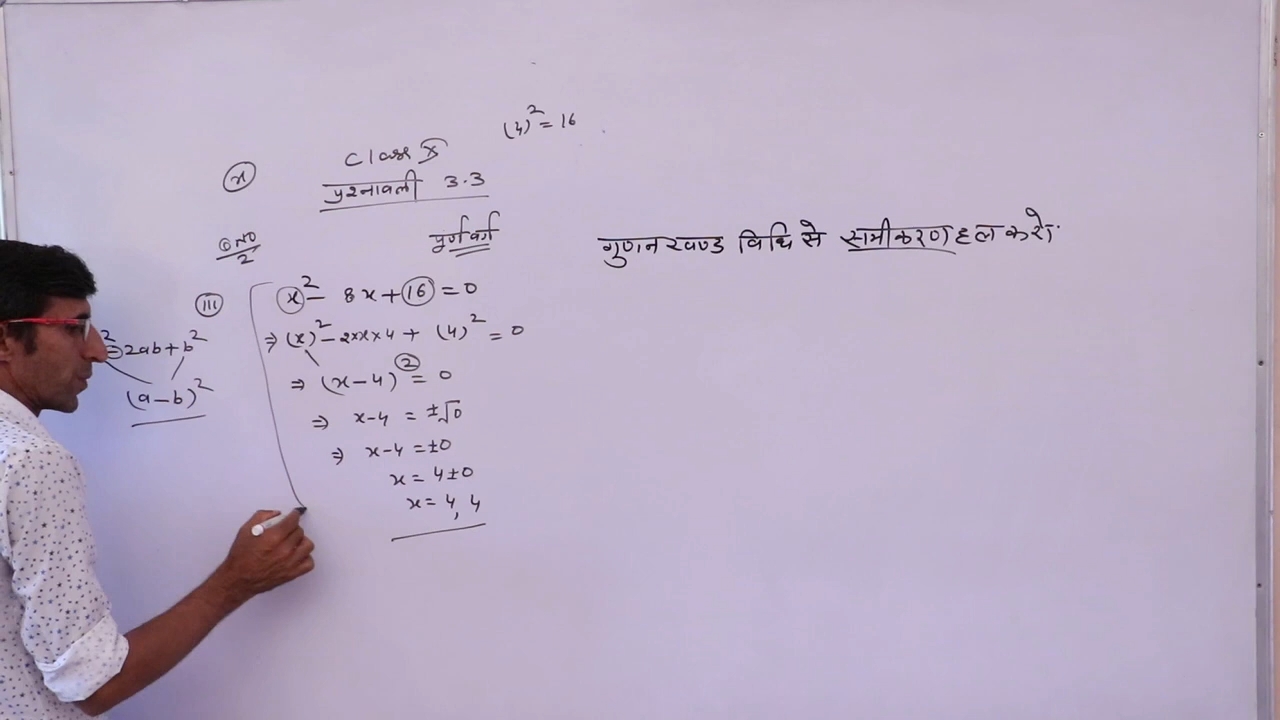 (4)² = 16
Class X
(x)
प्रश्नावली 3.3
Q NO 2
पूर्णवर्ग
गुणनखण्ड विधि से समीकरण हल करो
(iii) x² - 8x + 16 = 0
⇒ (x)² - 2×x×4 + (4)² = 0
² - 2ab + b²
⇒ (x-4)² = 0
(a-b)²
⇒ x-4 = ±√0
⇒ x-4 = ±0
x = 4±0
x = 4, 4